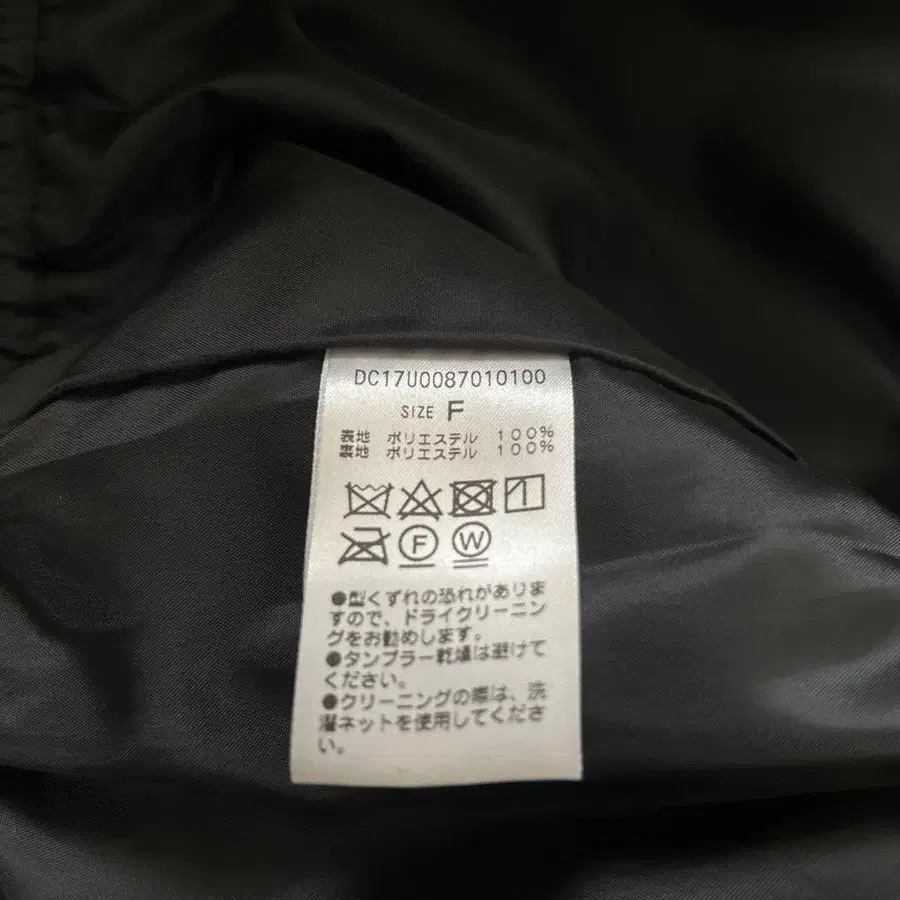 DC17U0087010100
SIZE F
表地 ポリエステル 100%
裏地 ポリエステル 100%
F W
●型くずれの恐れがありま
すので、ドライクリーニン
グをお勧めします。
●タンブラー乾燥は避けて
ください。
●クリーニングの際は、洗
濯ネットを使用してくださ
い。